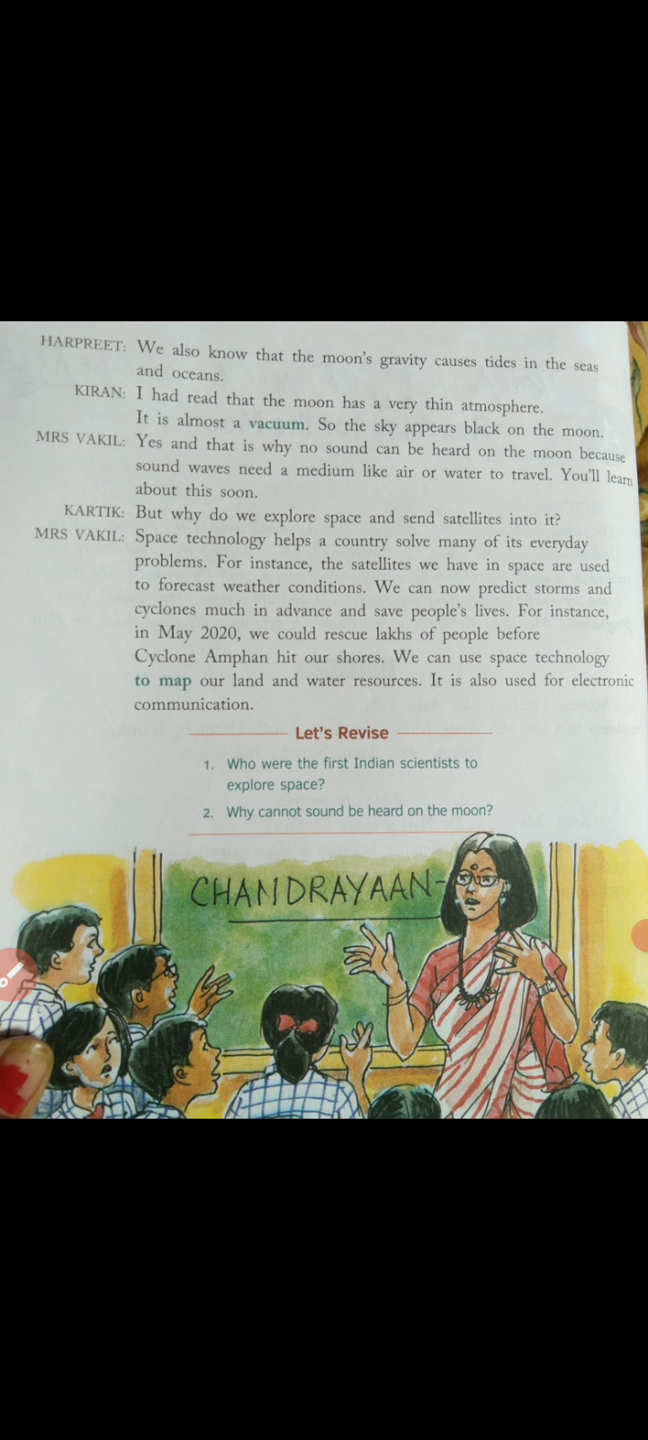 HARPREET: We also know that the moon's gravity causes tides in the seas
and oceans.
KIRAN: I had read that the moon has a very thin atmosphere.
It is almost a vacuum. So the sky appears black on the moon.
MRS VAKIL: Yes and that is why no sound can be heard on the moon because
sound waves need a medium like air or water to travel. You'll learn
about this soon.
KARTIK: But why do we explore space and send satellites into it?
MRS VAKIL: Space technology helps a country solve many of its everyday
problems. For instance, the satellites we have in space are used
to forecast weather conditions. We can now predict storms and
cyclones much in advance and save people's lives. For instance,
in May 2020, we could rescue lakhs of people before
Cyclone Amphan hit our shores. We can use space technology
to map our land and water resources. It is also used for electronic
communication.
Let's Revise
1. Who were the first Indian scientists to
explore space?
2. Why cannot sound be heard on the moon?
CHANDRAYAAN-